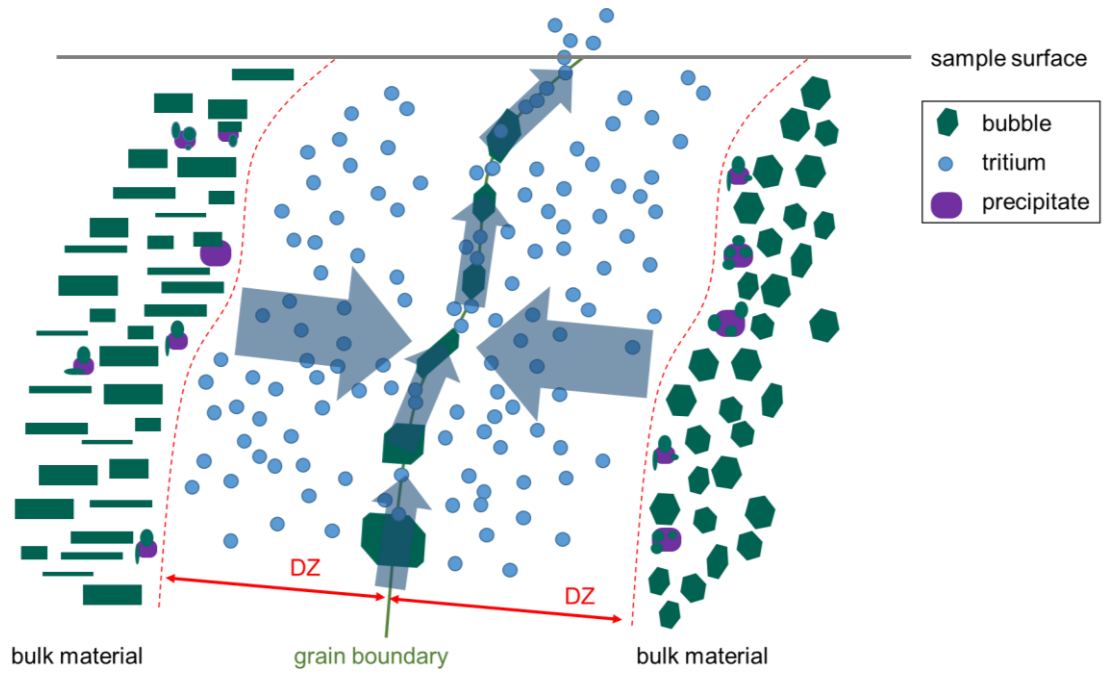 sample surface
bubble
tritium
precipitate
DZ
DZ
bulk material
grain boundary
bulk material